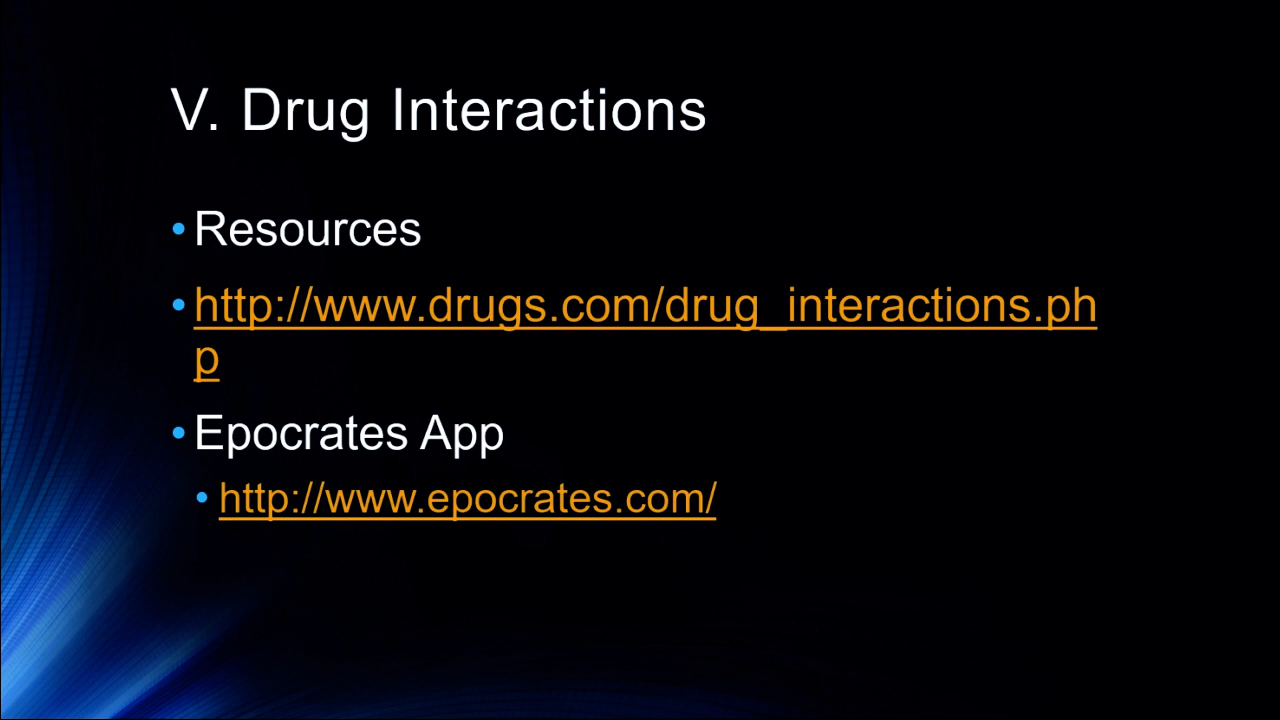 V. Drug Interactions
• Resources
• http://www.drugs.com/drug_interactions.ph
p
• Epocrates App
• http://www.epocrates.com/